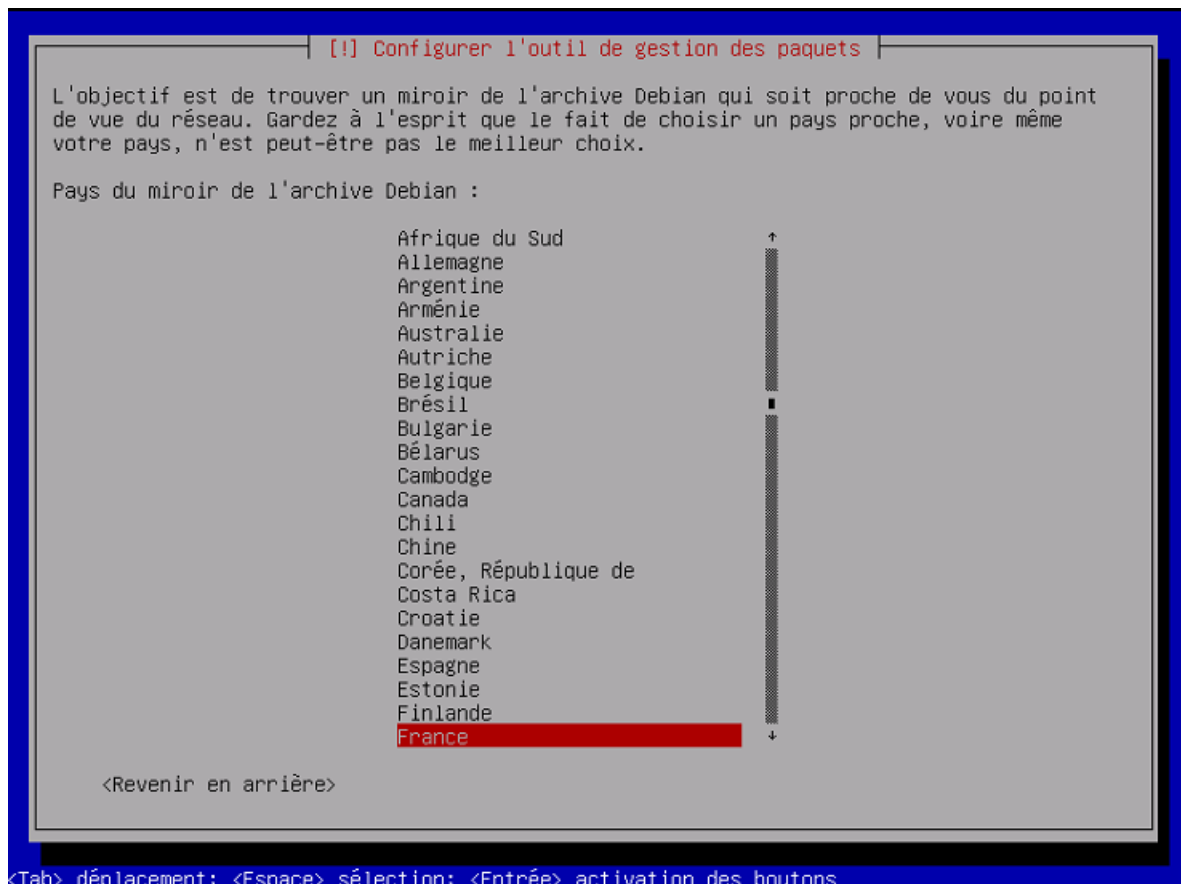 [!] Configurer l'outil de gestion des paquets
L'objectif est de trouver un miroir de l'archive Debian qui soit proche de vous du point
de vue du réseau. Gardez à l'esprit que le fait de choisir un pays proche, voire même
votre pays, n'est peut-être pas le meilleur choix.
Pays du miroir de l'archive Debian :
Afrique du Sud
Allemagne
Argentine
Arménie
Australie
Autriche
Belgique
Brésil
Bulgarie
Bélarus
Cambodge
Canada
Chili
Chine
Corée, République de
Costa Rica
Croatie
Danemark
Espagne
Estonie
Finlande
France
<Revenir en arrière>
<Tab> déplacement; <Espace> sélection; <Entrée> activation des boutons